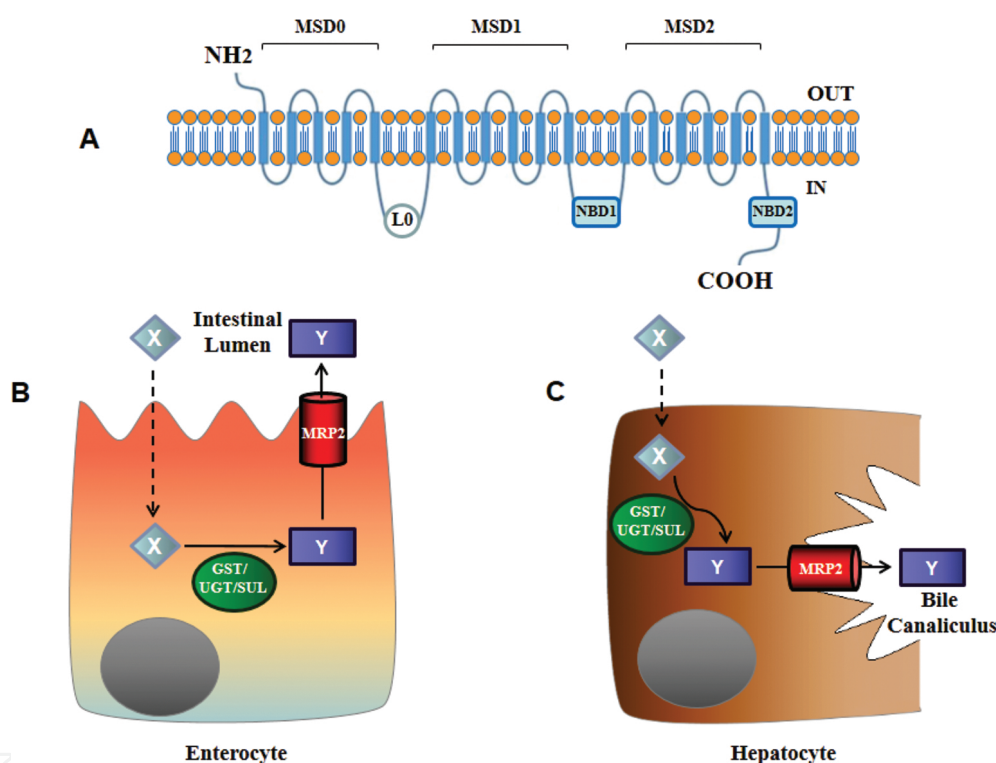 MSD0
MSD1
MSD2
NH2
OUT
A
IN
L0
NBD1
NBD2
COOH
B
X
Intestinal
Lumen
Y
MRP2
X
Y
GST/
UGT/SUL
Enterocyte
C
X
X
GST/
UGT/SUL
Y
MRP2
Y
Bile
Canaliculus
Hepatocyte